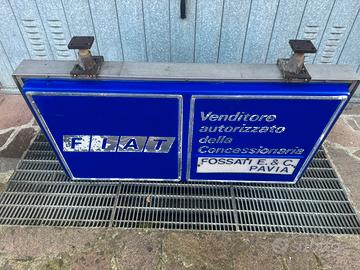 FIAT
Venditore
autorizzato
della
Concessionaria
FOSSATI E. & C.
PAVIA